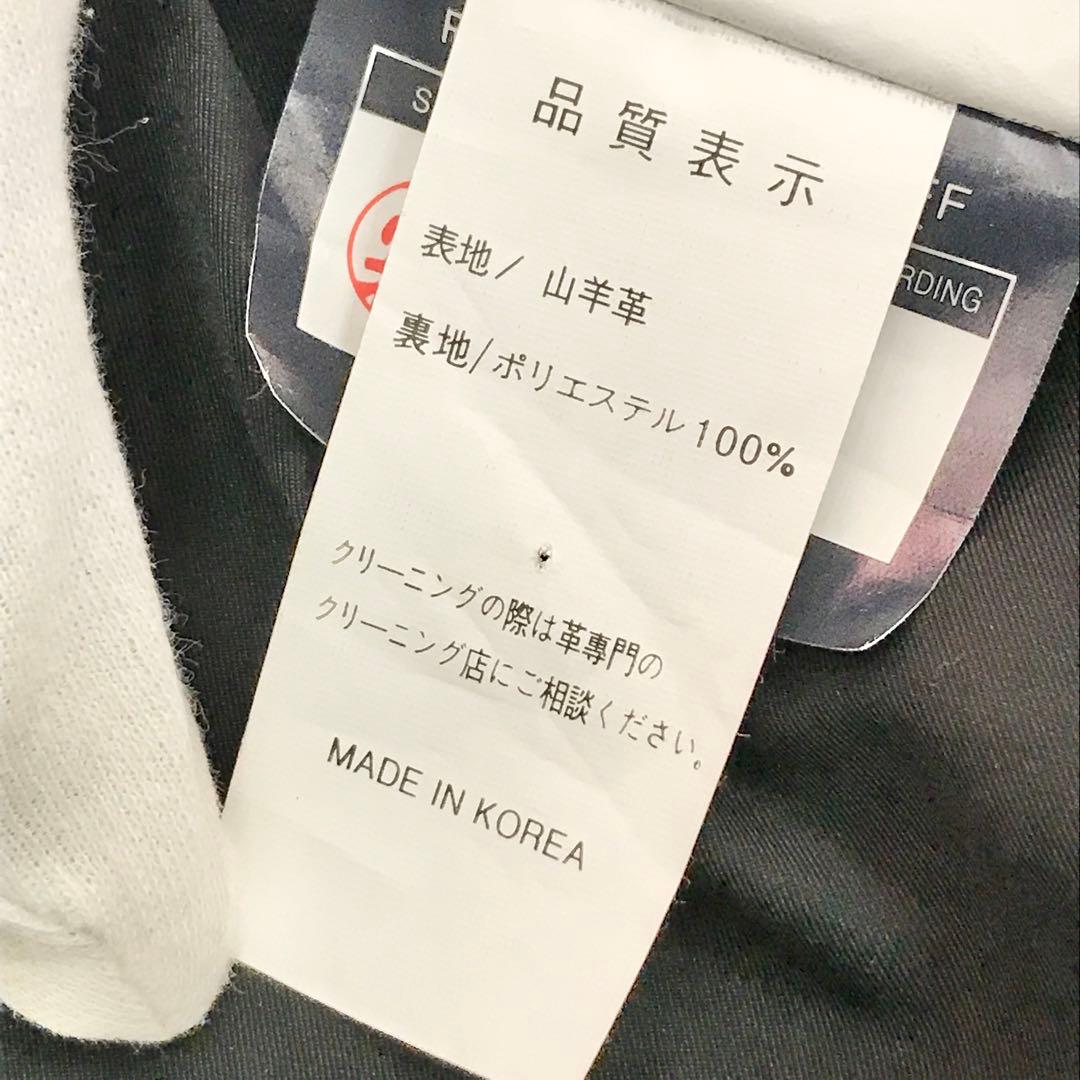 品質表示
表地/ 山羊革
裏地/ポリエステル100%
クリーニングの際は革専門の
クリーニング店にご相談ください。
MADE IN KOREA